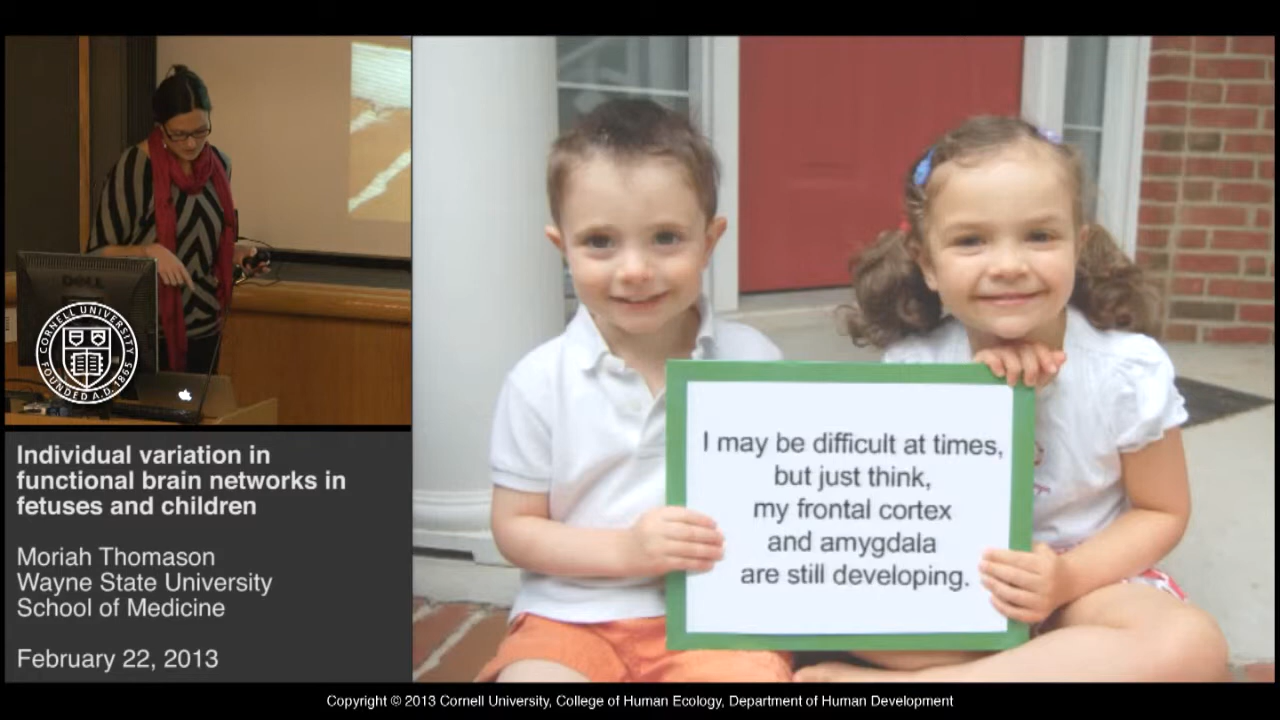 DELL
CORNELL UNIVERSITY
FOUNDED A.D. 1865
Individual variation in
functional brain networks in
fetuses and children
Moriah Thomason
Wayne State University
School of Medicine
February 22, 2013
I may be difficult at times,
but just think,
my frontal cortex
and amygdala
are still developing.
Copyright © 2013 Cornell University, College of Human Ecology, Department of Human Development